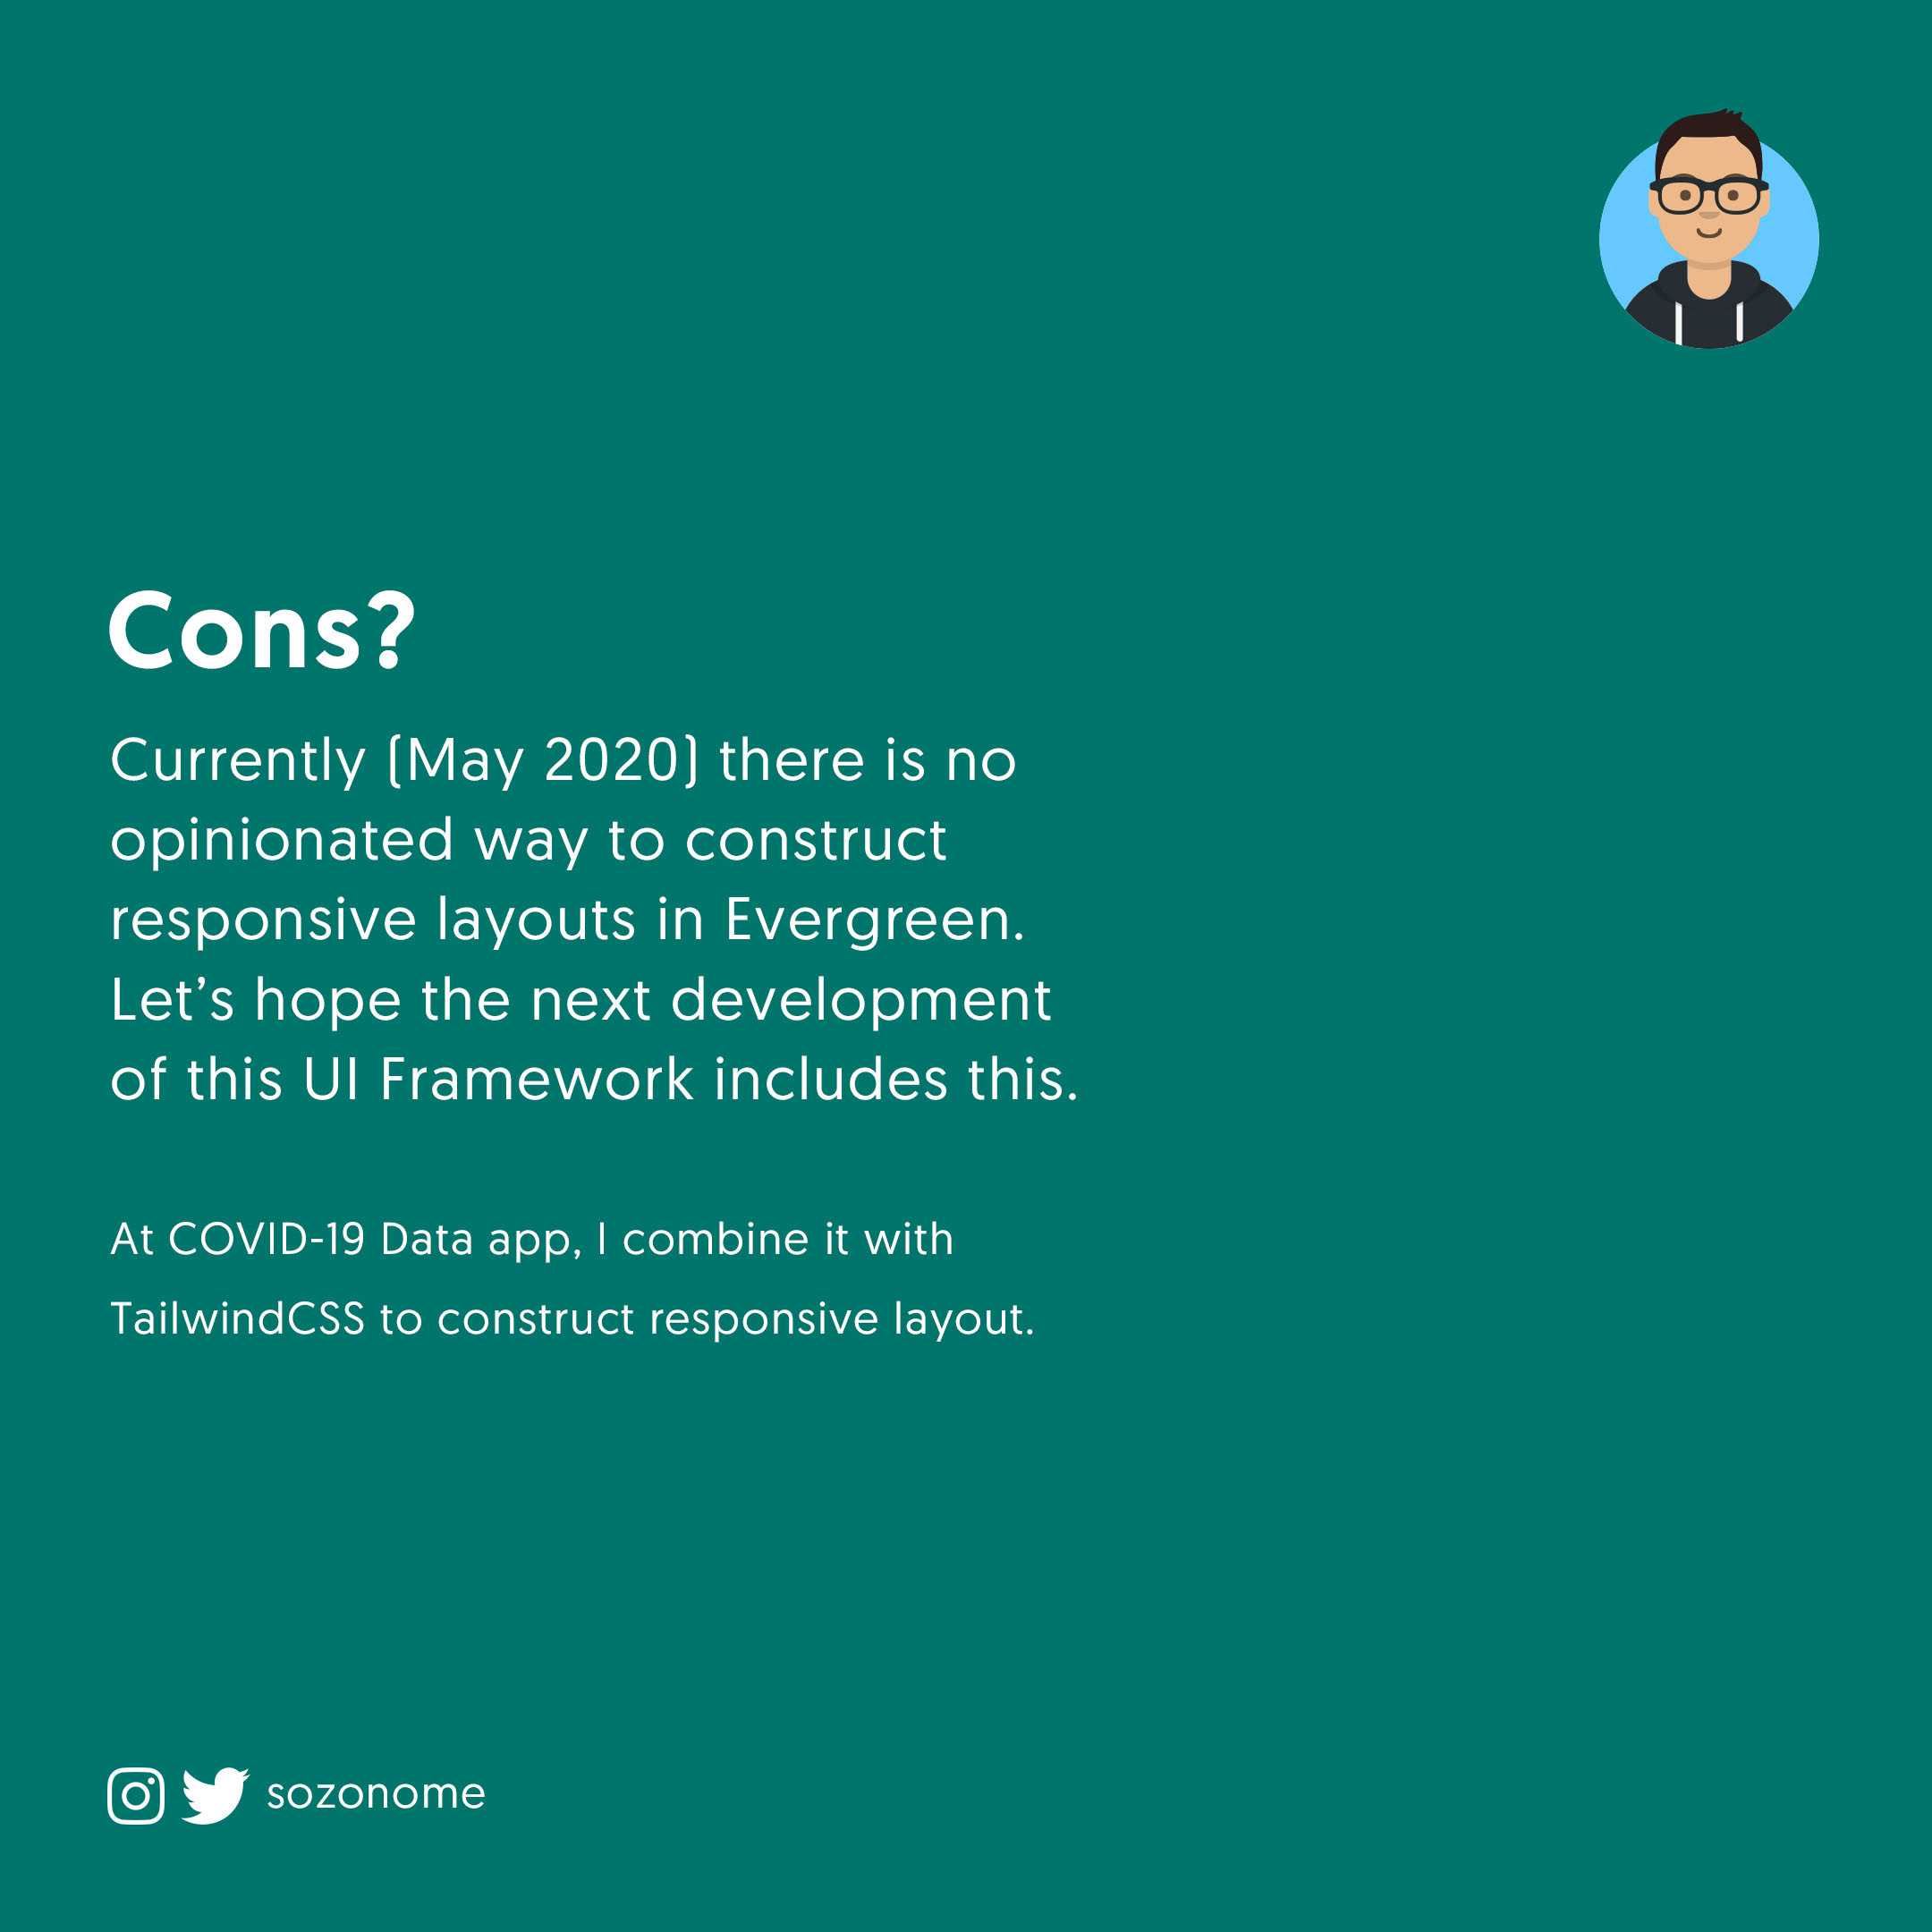 Cons?
Currently (May 2020) there is no
opinionated way to construct
responsive layouts in Evergreen.
Let’s hope the next development
of this UI Framework includes this.
At COVID-19 Data app, I combine it with
TailwindCSS to construct responsive layout.
sozonome